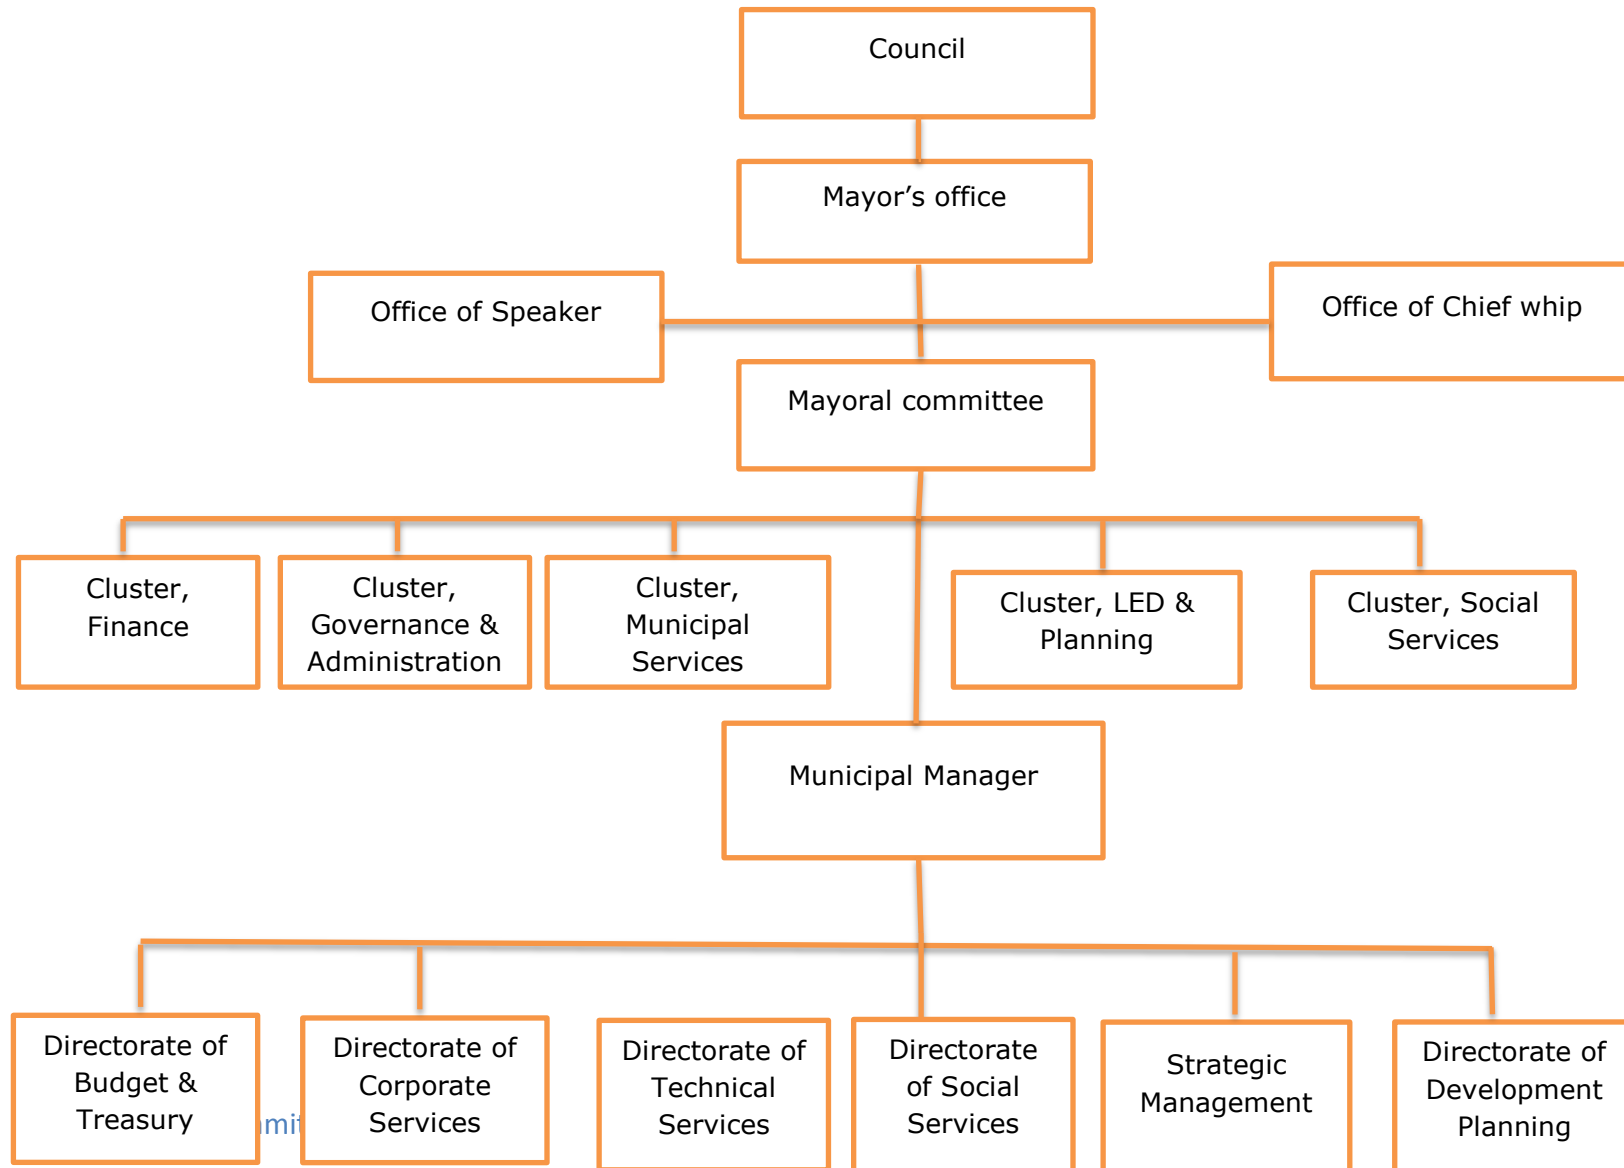 Council
Mayor’s office
Office of Speaker
Office of Chief whip
Mayoral committee
Cluster,
Finance
Cluster,
Governance &
Administration
Cluster,
Municipal
Services
Cluster, LED &
Planning
Cluster, Social
Services
Municipal Manager
Directorate of
Budget &
Treasury
Directorate of
Corporate
Services
Directorate of
Technical
Services
Directorate
of Social
Services
Strategic
Management
Directorate of
Development
Planning